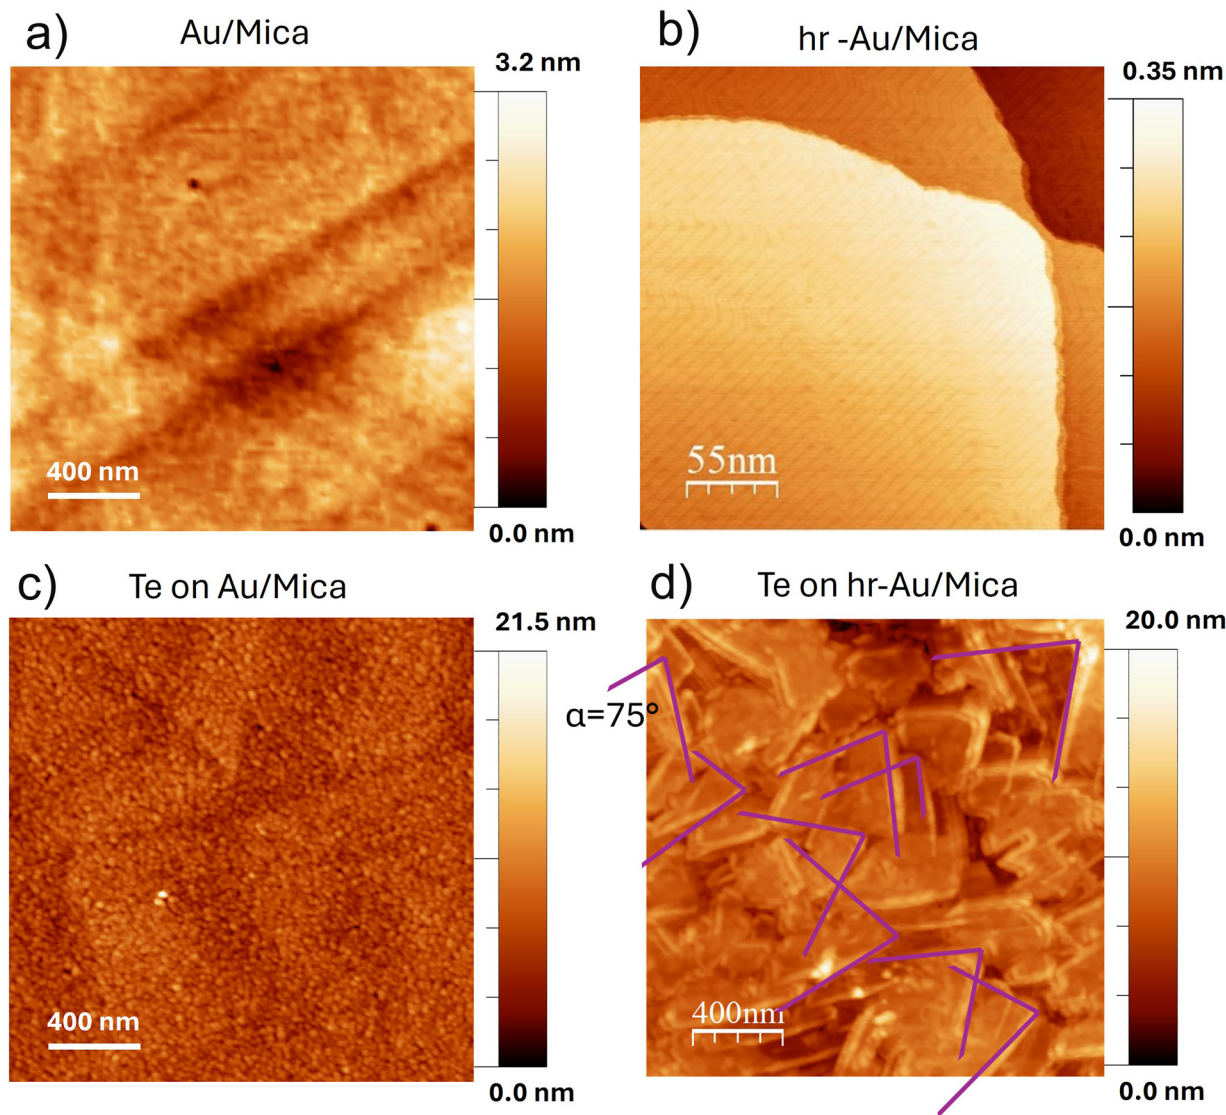 a)
Au/Mica
3.2 nm
400 nm
0.0 nm
b)
hr -Au/Mica
0.35 nm
55nm
0.0 nm
c)
Te on Au/Mica
21.5 nm
400 nm
0.0 nm
d)
Te on hr-Au/Mica
20.0 nm
α=75°
400nm
0.0 nm